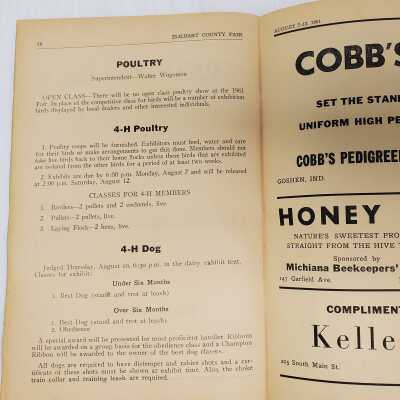 ELKHART COUNTY FAIR
POULTRY
Superintendent—Walter Wogoman
OPEN CLASS—There will be no open class poultry show at the 1961
Fair. In place of the competitive class for birds will be a number of exhibition
birds displayed by local dealers and other interested individuals.
4-H Poultry
1. Poultry coops will be furnished. Exhibitors must feed, water and care
for their birds or make arrangements to get this done. Members should not
take live birds back to their home flocks unless those birds that are exhibited
are isolated from the other birds for a period of at least two weeks.
2. Exhibits are due by 6:00 p.m. Monday, August 7 and will be released
at 2:00 p.m. Saturday, August 12.
CLASSES FOR 4-H MEMBERS
1. Broilers—2 pullets and 2 cockerels, live.
2. Pullets—2 pullets, live.
3. Laying Flock—2 hens, live.
4-H Dog
Judged Thursday, August 10, 6:30 p.m. in the dairy exhibit tent.
Classes for exhibit:
Under Six Months
1. Best Dog (stand and trot at leash)
Over Six Months
1. Best Dog (stand and trot at leash)
2. Obedience
A special award will be presented for most proficient handler. Ribbons
will be awarded on a group basis for the obedience class and a Champion
Ribbon will be awarded to the owner of the best dog classes.
All dogs are required to have distemper and rabies shots and a cer-
tificate of these shots must be shown at exhibit time. Also, the choke
train collar and training leash are required.
AUGUST 7-12 1961
COBB'S
SET THE STAN
UNIFORM HIGH PE
COBB'S PEDIGREE
GOSHEN, IND.
HONEY
NATURE'S SWEETEST PRO
STRAIGHT FROM THE HIVE T
Sponsored by
Michiana Beekeepers'
147 Garfield Ave.
COMPLIMEN
Kelle
205 South Main St.